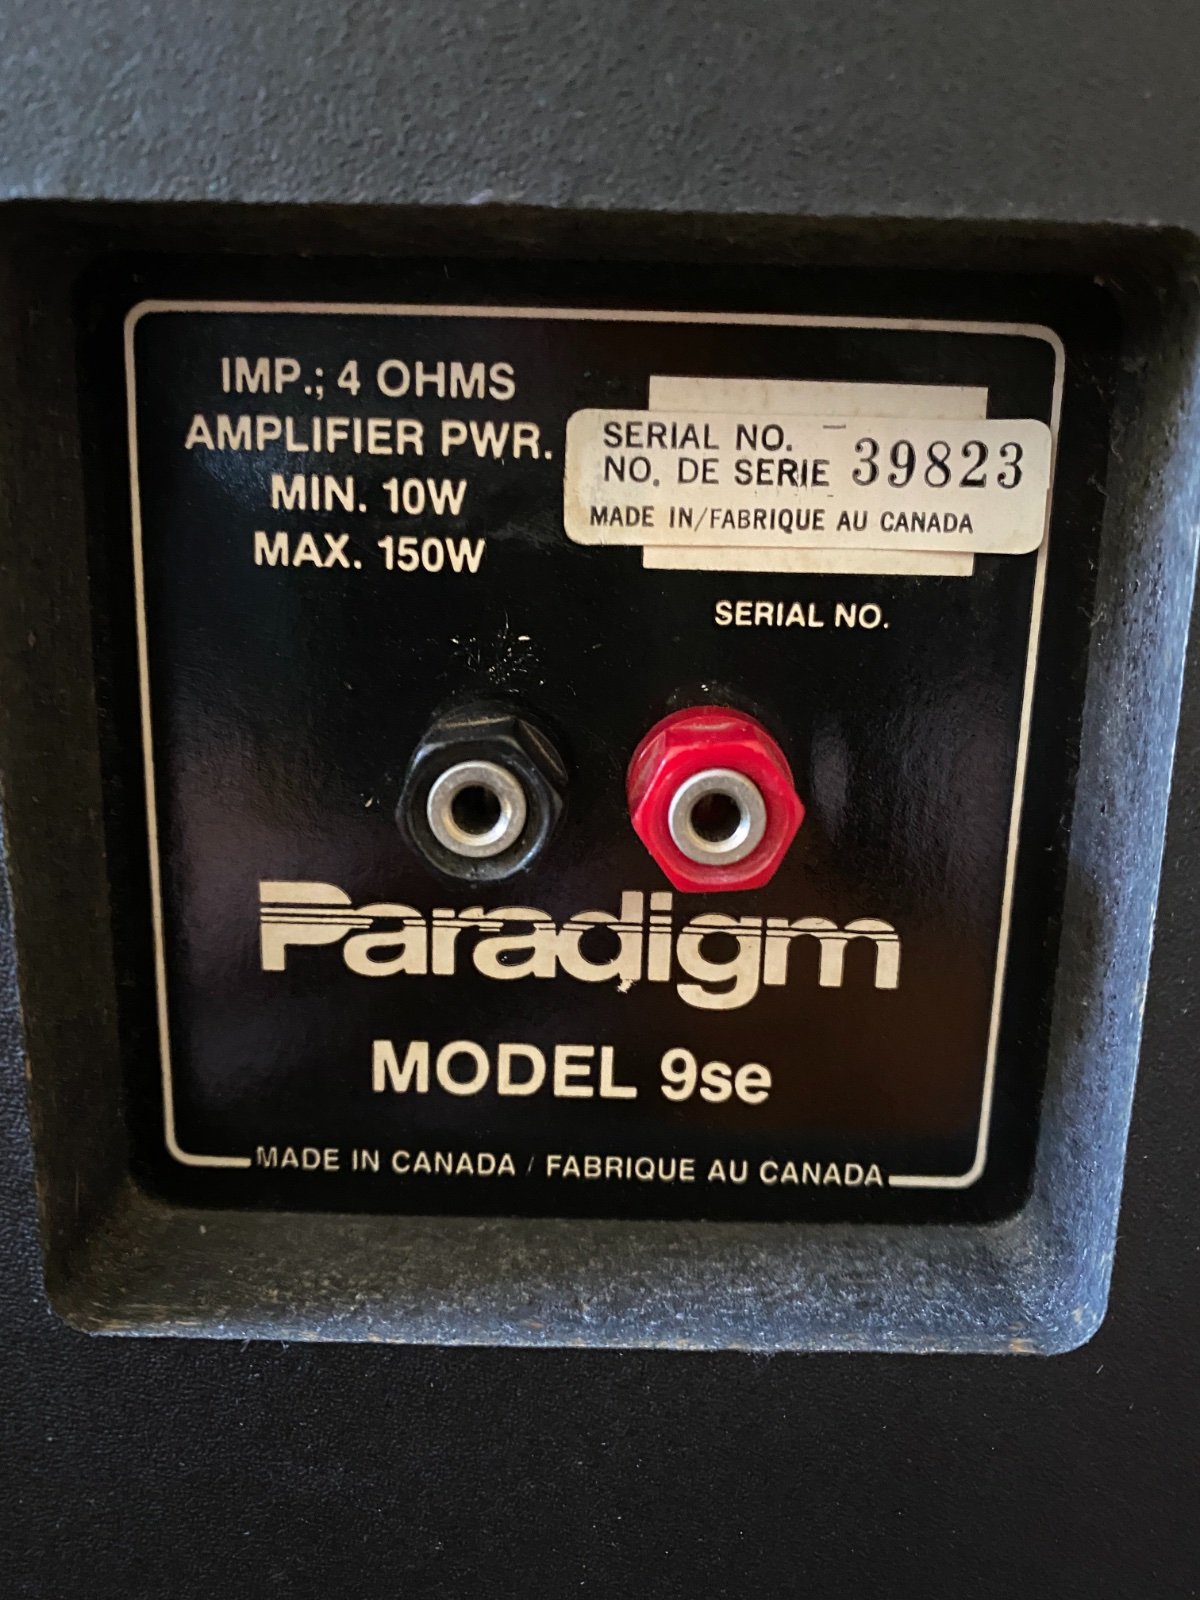 IMP.; 4 OHMS
AMPLIFIER PWR.
MIN. 10W
MAX. 150W
SERIAL NO.
NO. DE SERIE 39823
MADE IN/FABRIQUE AU CANADA
SERIAL NO.
Paradigm
MODEL 9se
MADE IN CANADA / FABRIQUE AU CANADA